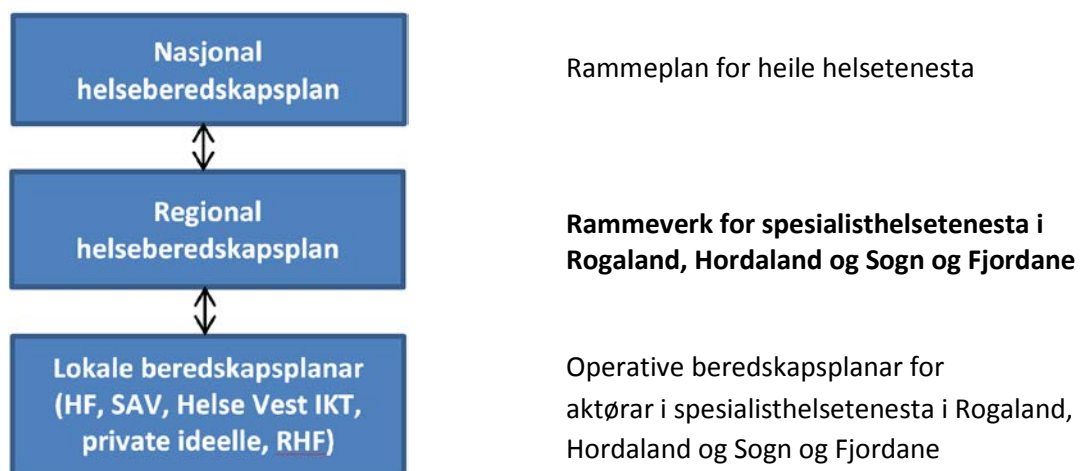 Nasjonal
helseberedskapsplan
Rammeplan for heile helsetenesta
Regional
helseberedskapsplan
Rammeverk for spesialisthelsetenesta i
Rogaland, Hordaland og Sogn og Fjordane
Lokale beredskapsplanar
(HF, SAV, Helse Vest IKT,
private ideelle, RHF)
Operative beredskapsplanar for
aktørar i spesialisthelsetenesta i Rogaland,
Hordaland og Sogn og Fjordane